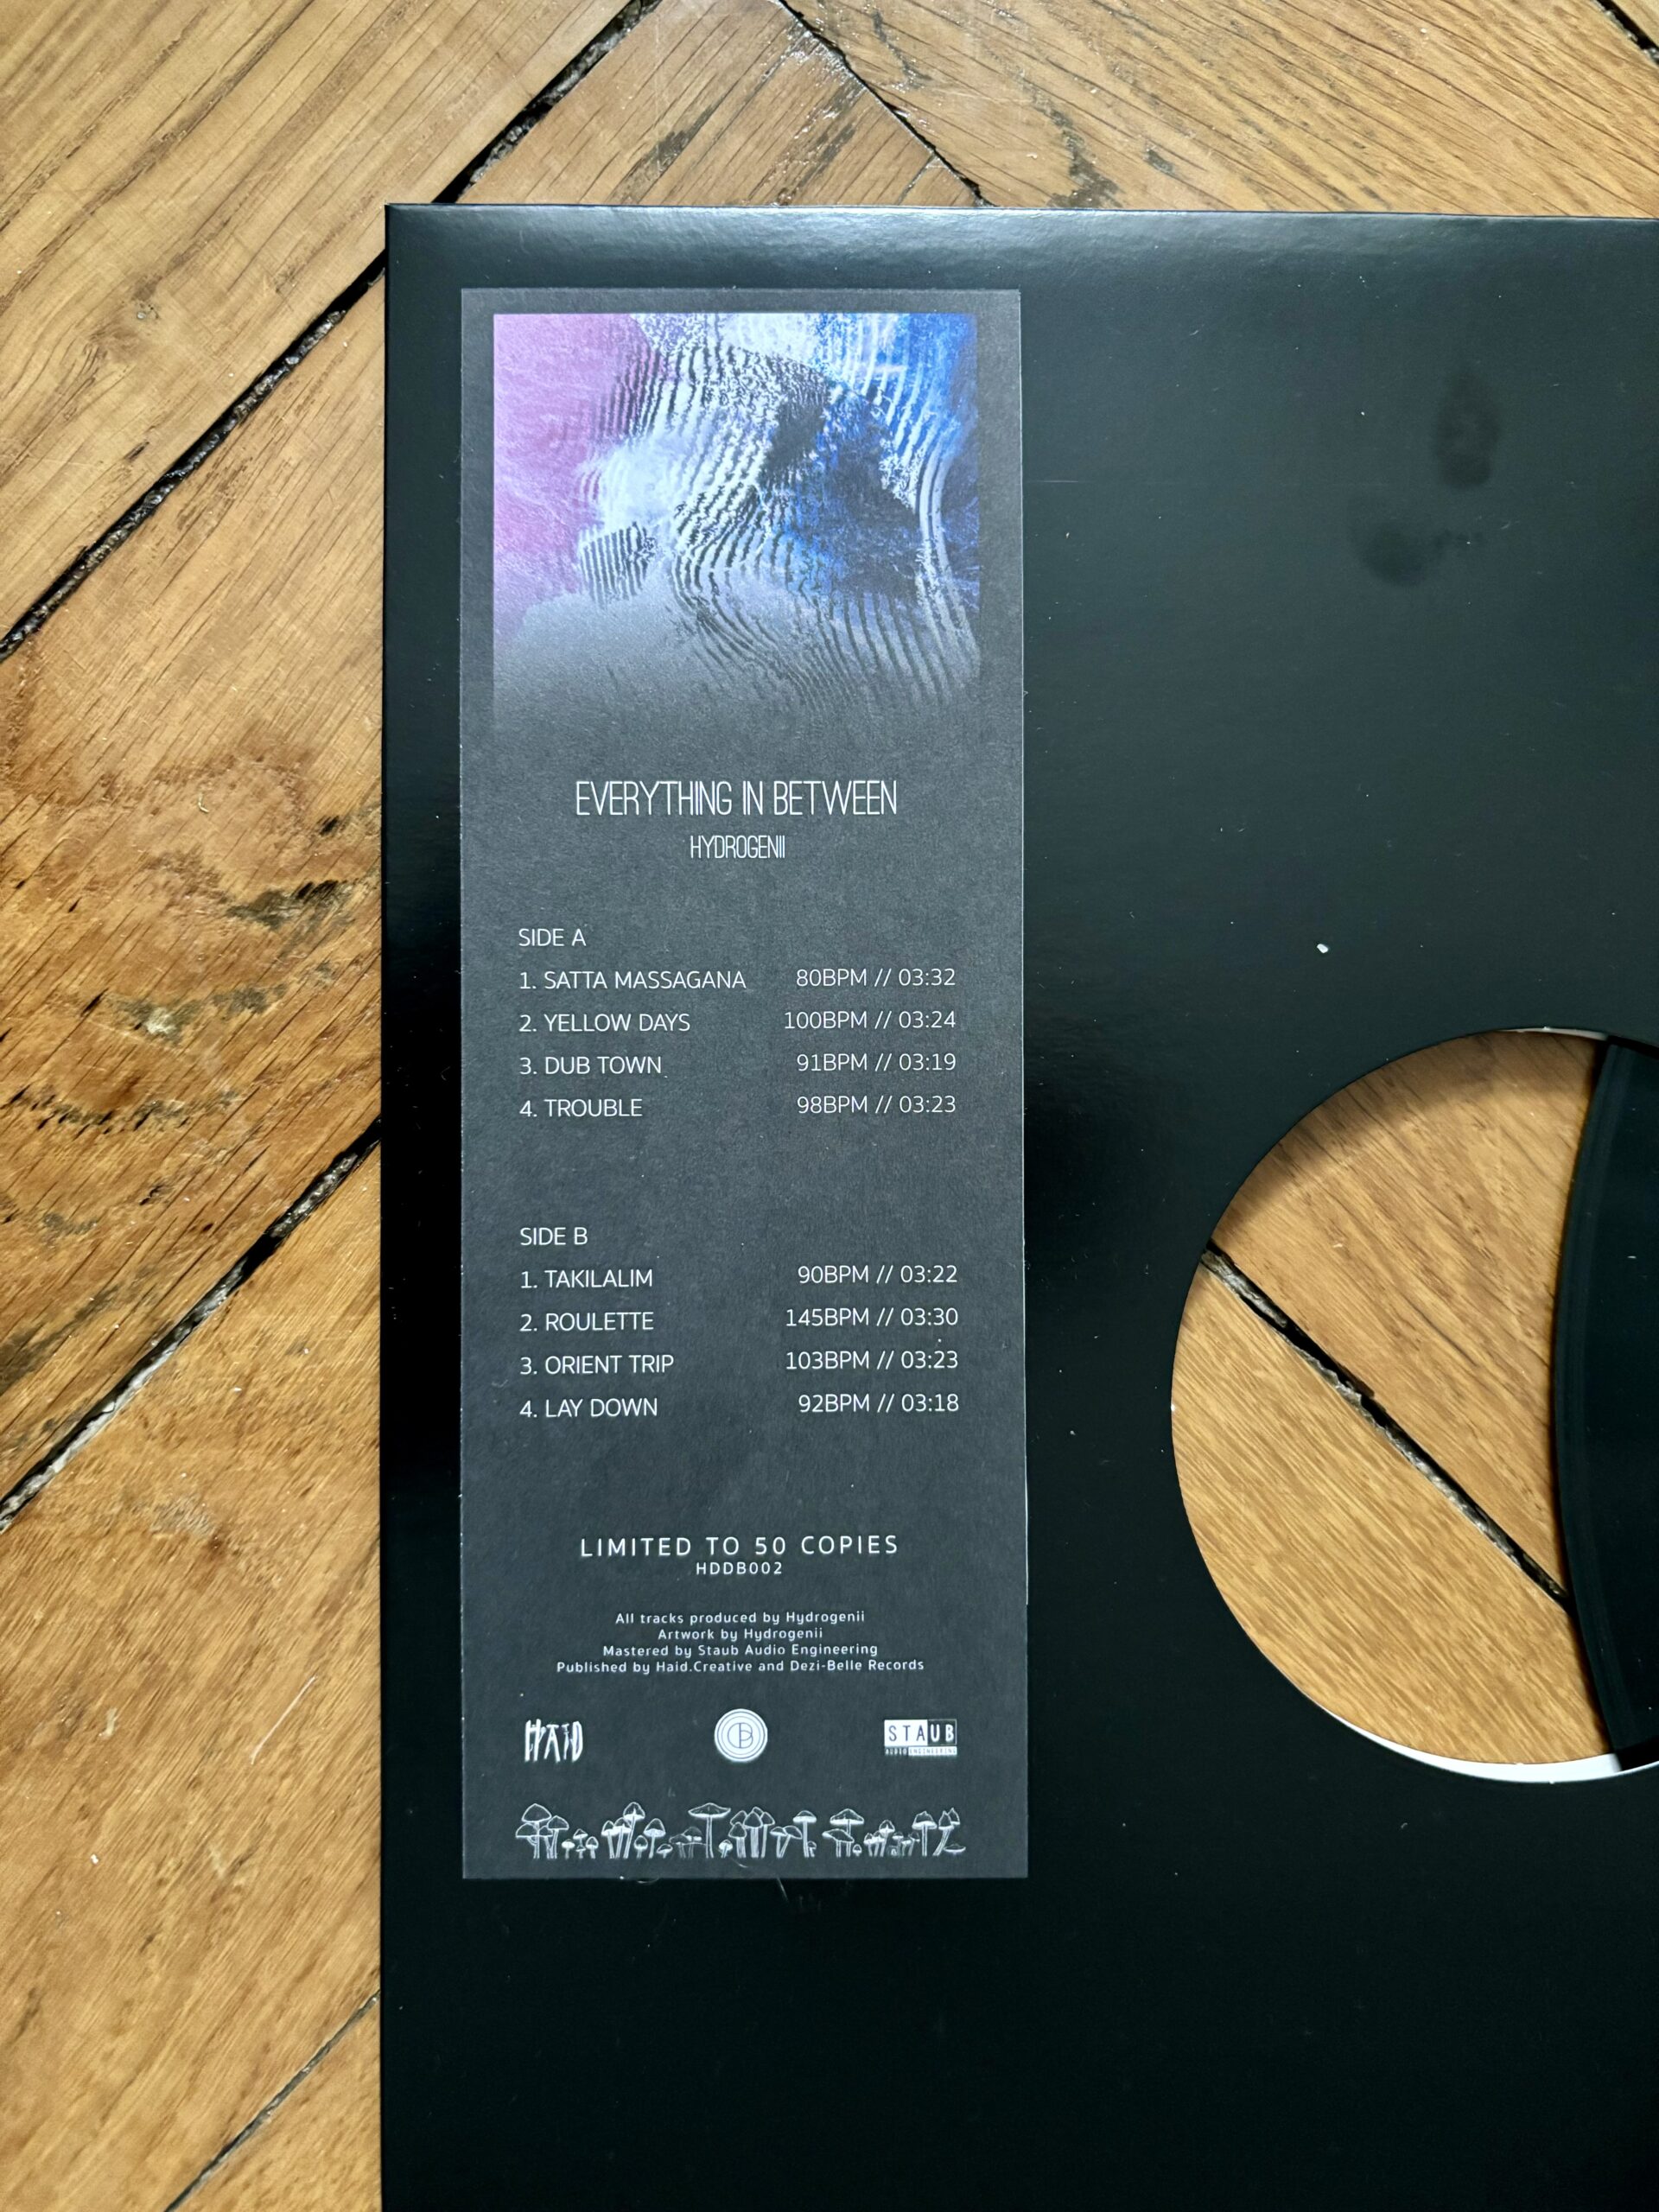 EVERYTHING IN BETWEEN
HYDROGENII
SIDE A
1. SATTA MASSAGANA 80BPM // 03:32
2. YELLOW DAYS 100BPM // 03:24
3. DUB TOWN 91BPM // 03:19
4. TROUBLE 98BPM // 03:23
SIDE B
1. TAKILALIM 90BPM // 03:22
2. ROULETTE 145BPM // 03:30
3. ORIENT TRIP 103BPM // 03:23
4. LAY DOWN 92BPM // 03:18
LIMITED TO 50 COPIES
HDDB002
All tracks produced by Hydrogenii
Artwork by Hydrogenii
Mastered by Staub Audio Engineering
Published by Haid.Creative and Dezi-Belle Records
HAID STAUB
AUDIO ENGINEERING